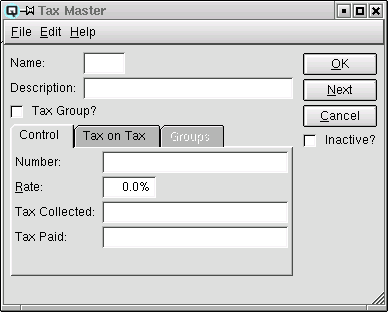 Tax Master
File Edit Help
Name:
OK
Description:
Next
Tax Group?
Cancel
Control Tax on Tax Groups
Inactive?
Number:
Rate: 0.0%
Tax Collected:
Tax Paid: